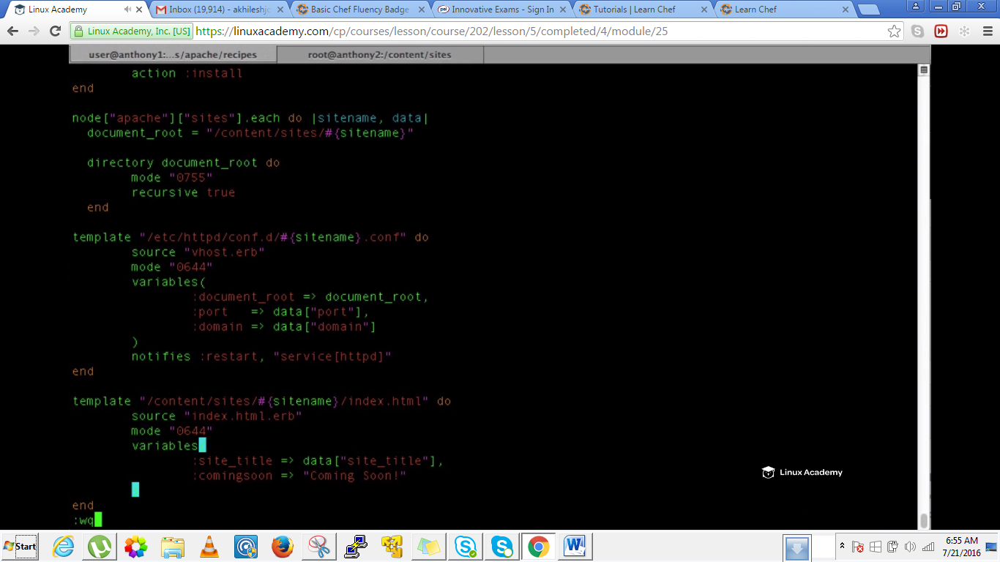 Linux Academy
Inbox (19,914) - akhileshjo
Basic Chef Fluency Badge
Innovative Exams - Sign In
Tutorials | Learn Chef
Learn Chef
Linux Academy, Inc. [US]
https://linuxacademy.com/cp/courses/lesson/course/202/lesson/5/completed/4/module/25
user@anthony1:...s/apache/recipes
root@anthony2:/content/sites
action :install
end
node["apache"]["sites"].each do |sitename, data|
document_root = "/content/sites/#{sitename}"
directory document_root do
mode "0755"
recursive true
end
template "/etc/httpd/conf.d/#{sitename}.conf" do
source "vhost.erb"
mode "0644"
variables(
:document_root => document_root,
:port => data["port"],
:domain => data["domain"]
)
notifies :restart, "service[httpd]"
end
template "/content/sites/#{sitename}/index.html" do
source "index.html.erb"
mode "0644"
variables
:site_title => data["site_title"],
:comingsoon => "Coming Soon!"
end
:wq
Linux Academy
Start
6:55 AM
7/21/2016